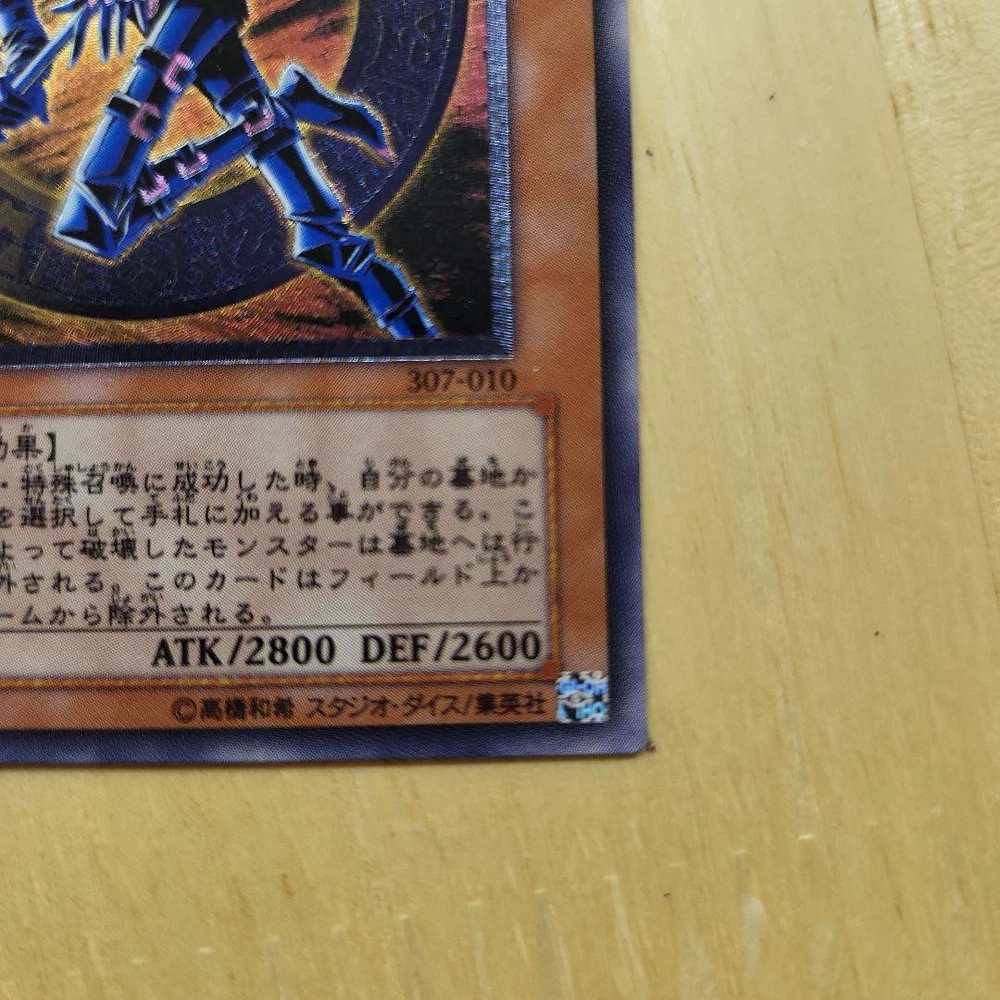 307-010
効果】
・特殊召喚に成功した時、自分の墓地か
を選択して手札に加える事ができる。こ
よって破壊したモンスターは墓地へは行
外される。このカードはフィールド上か
ームから除外される。
ATK/2800 DEF/2600
©高橋和希 スタジオ・ダイス/集英社